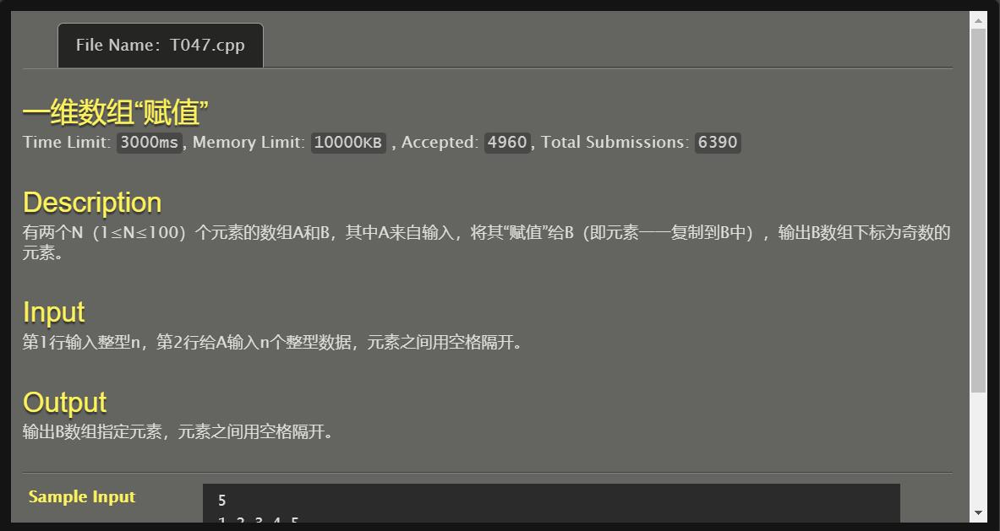 File Name：T047.cpp
一维数组“赋值”
Time Limit: 3000ms, Memory Limit: 10000KB , Accepted: 4960, Total Submissions: 6390
Description
有两个N（1≤N≤100）个元素的数组A和B，其中A来自输入，将其“赋值”给B（即元素一一复制到B中），输出B数组下标为奇数的
元素。
Input
第1行输入整型n，第2行给A输入n个整型数据，元素之间用空格隔开。
Output
输出B数组指定元素，元素之间用空格隔开。
Sample Input
5
1 2 3 4 5